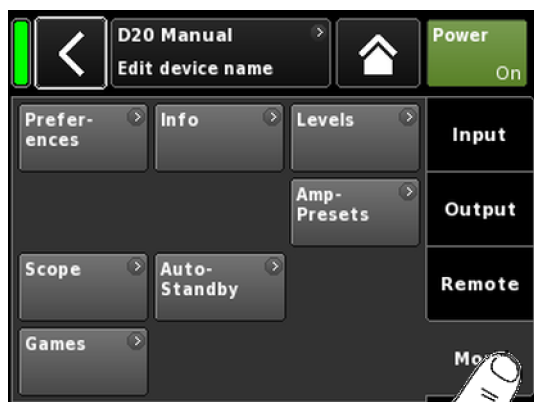 D20 Manual
Edit device name
Power
On
Prefer-
ences
Info
Levels
Input
Amp-
Presets
Output
Scope
Auto-
Standby
Remote
Games